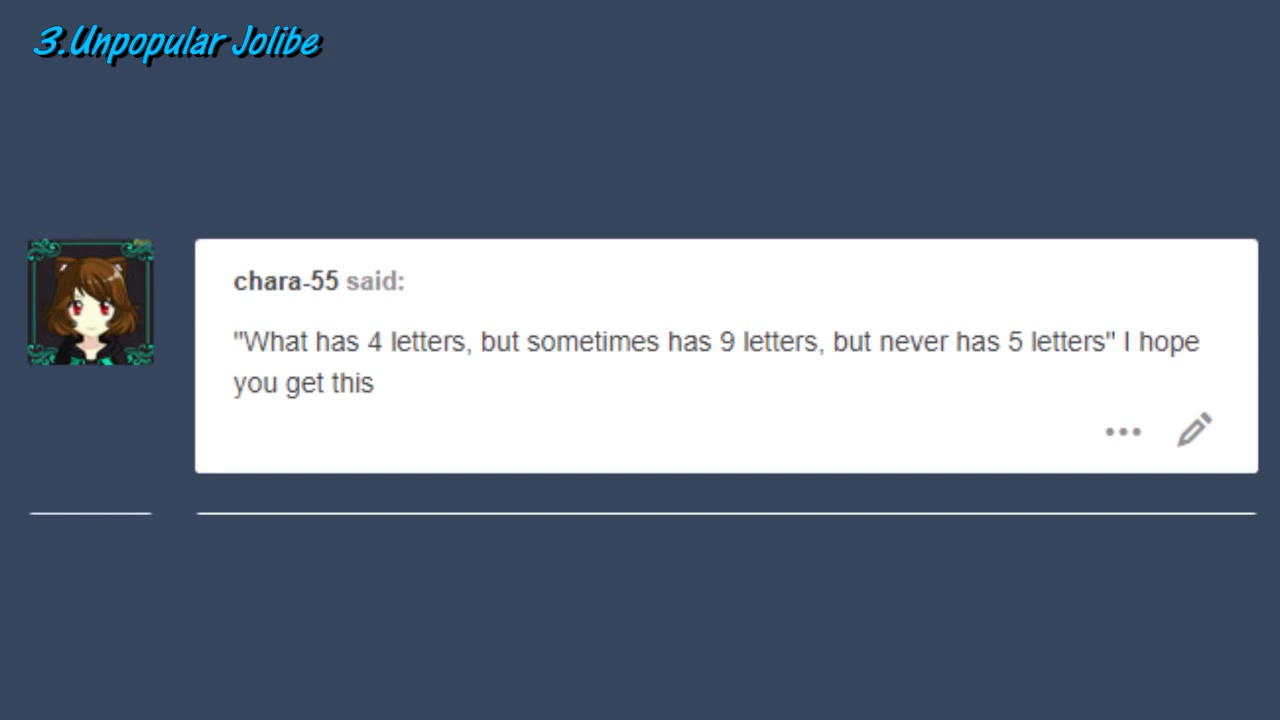 3.Unpopular Jolibe
chara-55 said:
"What has 4 letters, but sometimes has 9 letters, but never has 5 letters" I hope
you get this